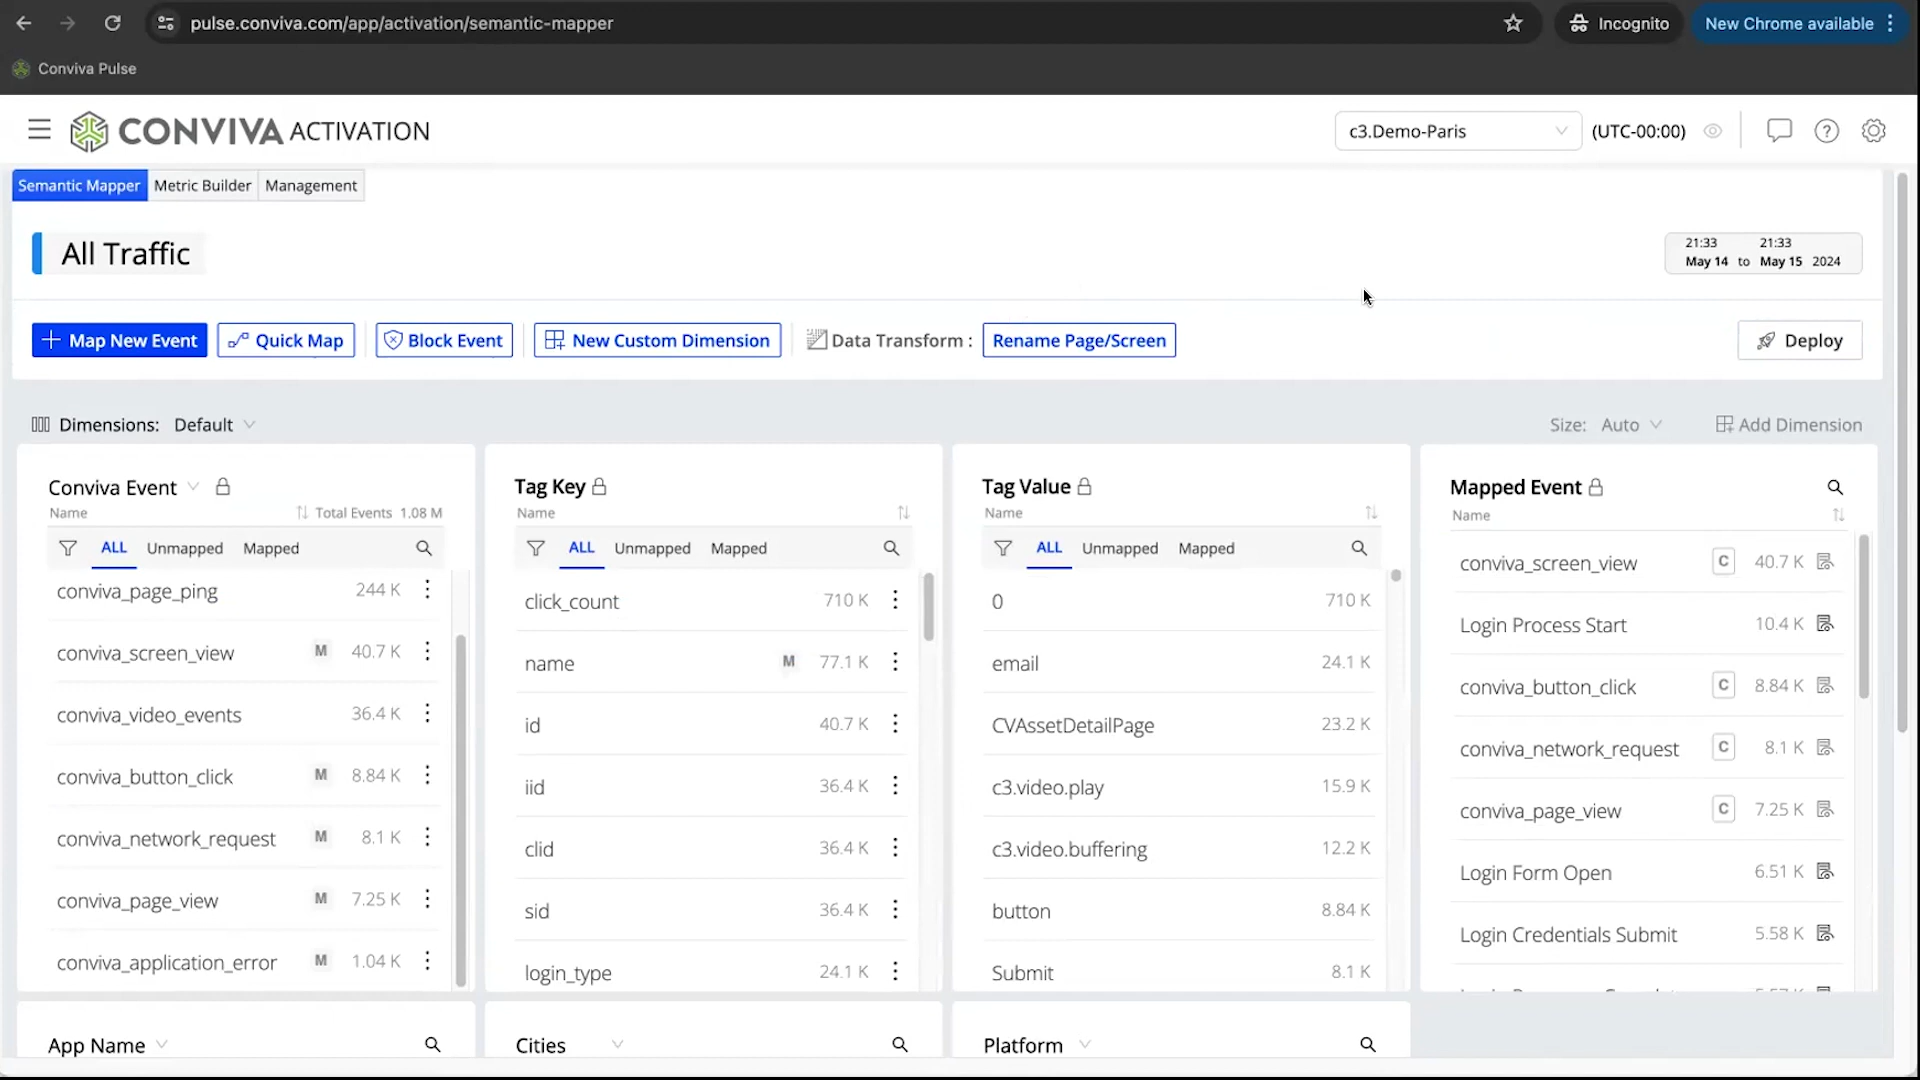 pulse.conviva.com/app/activation/semantic-mapper
Incognito
New Chrome available
Conviva Pulse
CONVIVA ACTIVATION
c3.Demo-Paris
(UTC-00:00)
Semantic Mapper
Metric Builder
Management
All Traffic
21:33 21:33
May 14 to May 15 2024
Map New Event
Quick Map
Block Event
New Custom Dimension
Data Transform :
Rename Page/Screen
Deploy
Dimensions: Default
Size: Auto
Add Dimension
Conviva Event
Name Total Events 1.08 M
ALL Unmapped Mapped
conviva_page_ping 244 K
conviva_screen_view M 40.7 K
conviva_video_events 36.4 K
conviva_button_click M 8.84 K
conviva_network_request M 8.1 K
conviva_page_view M 7.25 K
conviva_application_error M 1.04 K
Tag Key
Name
ALL Unmapped Mapped
click_count 710 K
name M 77.1 K
id 40.7 K
iid 36.4 K
clid 36.4 K
sid 36.4 K
login_type 24.1 K
Tag Value
Name
ALL Unmapped Mapped
0 710 K
email 24.1 K
CVAssetDetailPage 23.2 K
c3.video.play 15.9 K
c3.video.buffering 12.2 K
button 8.84 K
Submit 8.1 K
Mapped Event
Name
conviva_screen_view C 40.7 K
Login Process Start 10.4 K
conviva_button_click C 8.84 K
conviva_network_request C 8.1 K
conviva_page_view C 7.25 K
Login Form Open 6.51 K
Login Credentials Submit 5.58 K
App Name
Cities
Platform